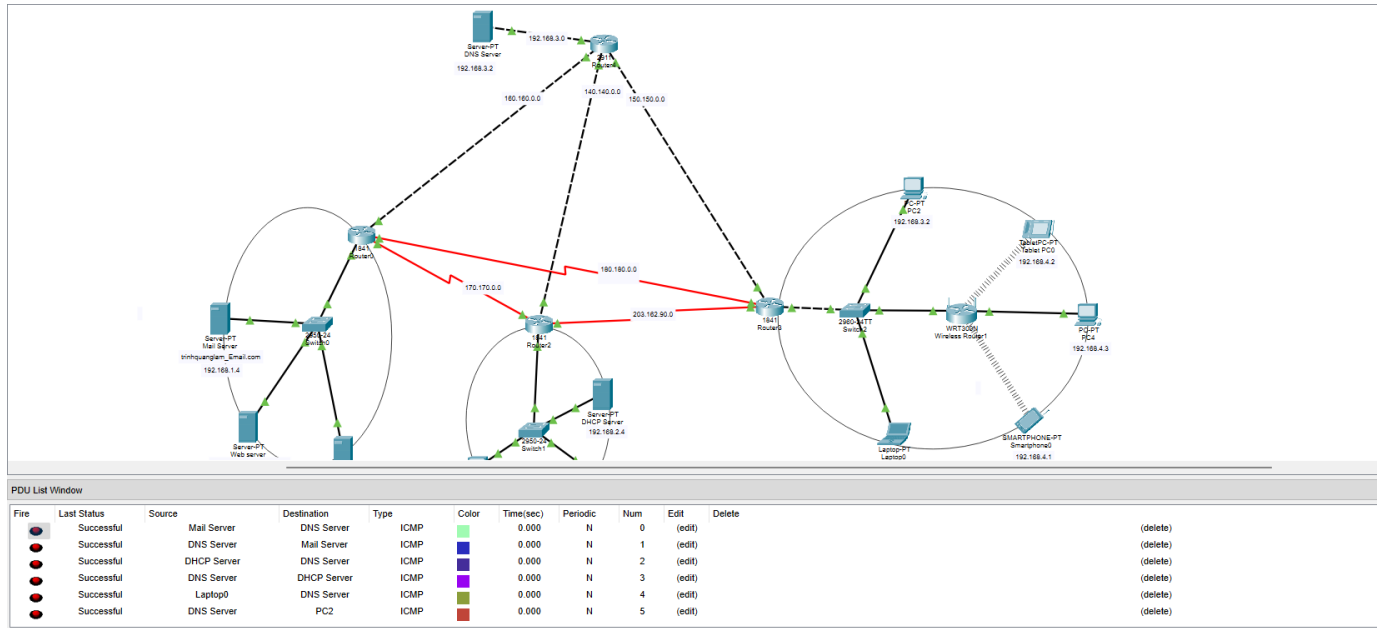 Server-PT
DNS Server
192.168.3.2
192.168.3.0
2811
160.160.0.0
140.140.0.0
150.150.0.0
1841
Router0
170.170.0.0
180.180.0.0
203.162.90.0
1841
Router2
1841
Router3
Server-PT
Mail Server
trinhquanglam_Email.com
192.168.1.4
2950-24
Switch0
Server-PT
Web server
Server-PT
DHCP Server
192.168.2.4
2950-24
Switch1
PC-PT
PC2
192.168.3.2
TabletPC-PT
Tablet PC0
192.168.4.2
2960-24TT
Switch2
WRT300N
Wireless Router1
PC-PT
PC4
192.168.4.3
Laptop-PT
Laptop0
SMARTPHONE-PT
Smartphone0
192.168.4.1
PDU List Window
Fire Last Status Source Destination Type Color Time(sec) Periodic Num Edit Delete
Successful Mail Server DNS Server ICMP 0.000 N 0 (edit) (delete)
Successful DNS Server Mail Server ICMP 0.000 N 1 (edit) (delete)
Successful DHCP Server DNS Server ICMP 0.000 N 2 (edit) (delete)
Successful DNS Server DHCP Server ICMP 0.000 N 3 (edit) (delete)
Successful Laptop0 DNS Server ICMP 0.000 N 4 (edit) (delete)
Successful DNS Server PC2 ICMP 0.000 N 5 (edit) (delete)